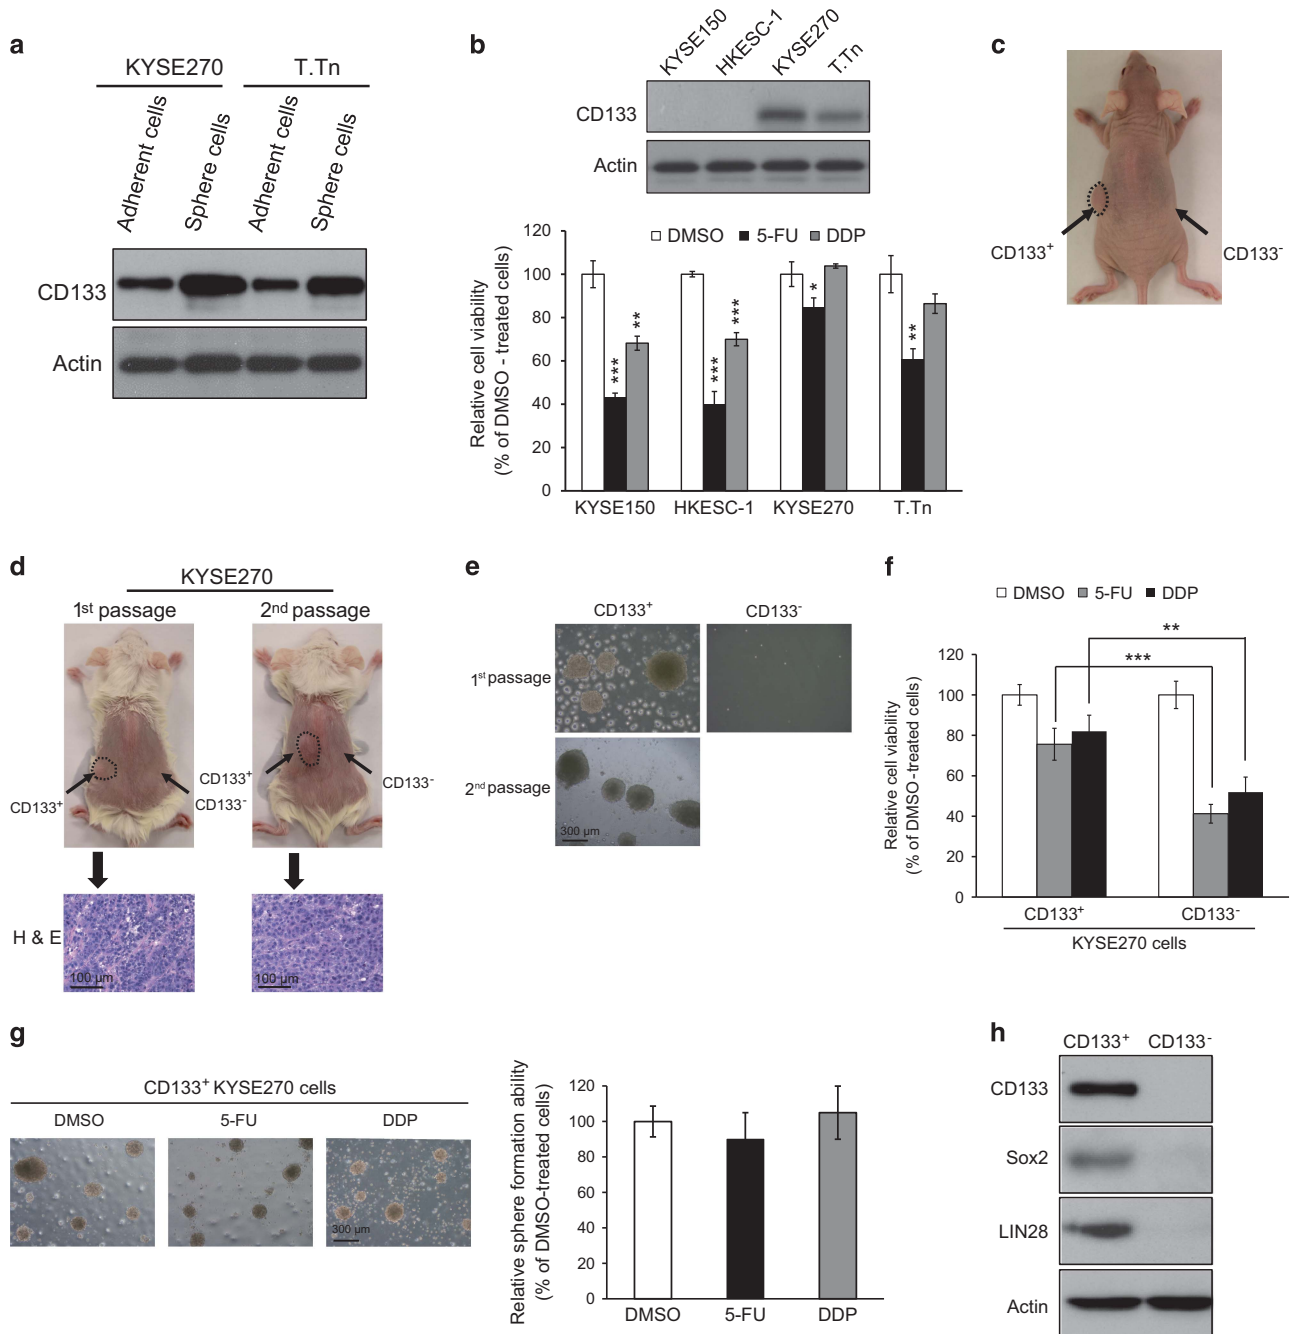 a
KYSE270 T.Tn
Adherent cells
Sphere cells
Adherent cells
Sphere cells
CD133
Actin
b
KYSE150
HKESC-1
KYSE270
T.Tn
CD133
Actin
DMSO 5-FU DDP
Relative cell viability
(% of DMSO - treated cells)
120
100
80
60
40
20
0
***
**
***
***
*
**
KYSE150 HKESC-1 KYSE270 T.Tn
c
CD133+ CD133-
d
KYSE270
1st passage 2nd passage
CD133+
CD133-
CD133+
CD133-
H & E
100 µm
100 µm
e
CD133+ CD133-
1st passage
2nd passage
300 µm
f
DMSO 5-FU DDP
Relative cell viability
(% of DMSO -treated cells)
120
100
80
60
40
20
0
**
***
CD133+ CD133-
KYSE270 cells
g
CD133+ KYSE270 cells
DMSO 5-FU DDP
300 µm
Relative sphere formation ability
(% of DMSO-treated cells)
120
100
80
60
40
20
0
DMSO 5-FU DDP
h
CD133+ CD133-
CD133
Sox2
LIN28
Actin